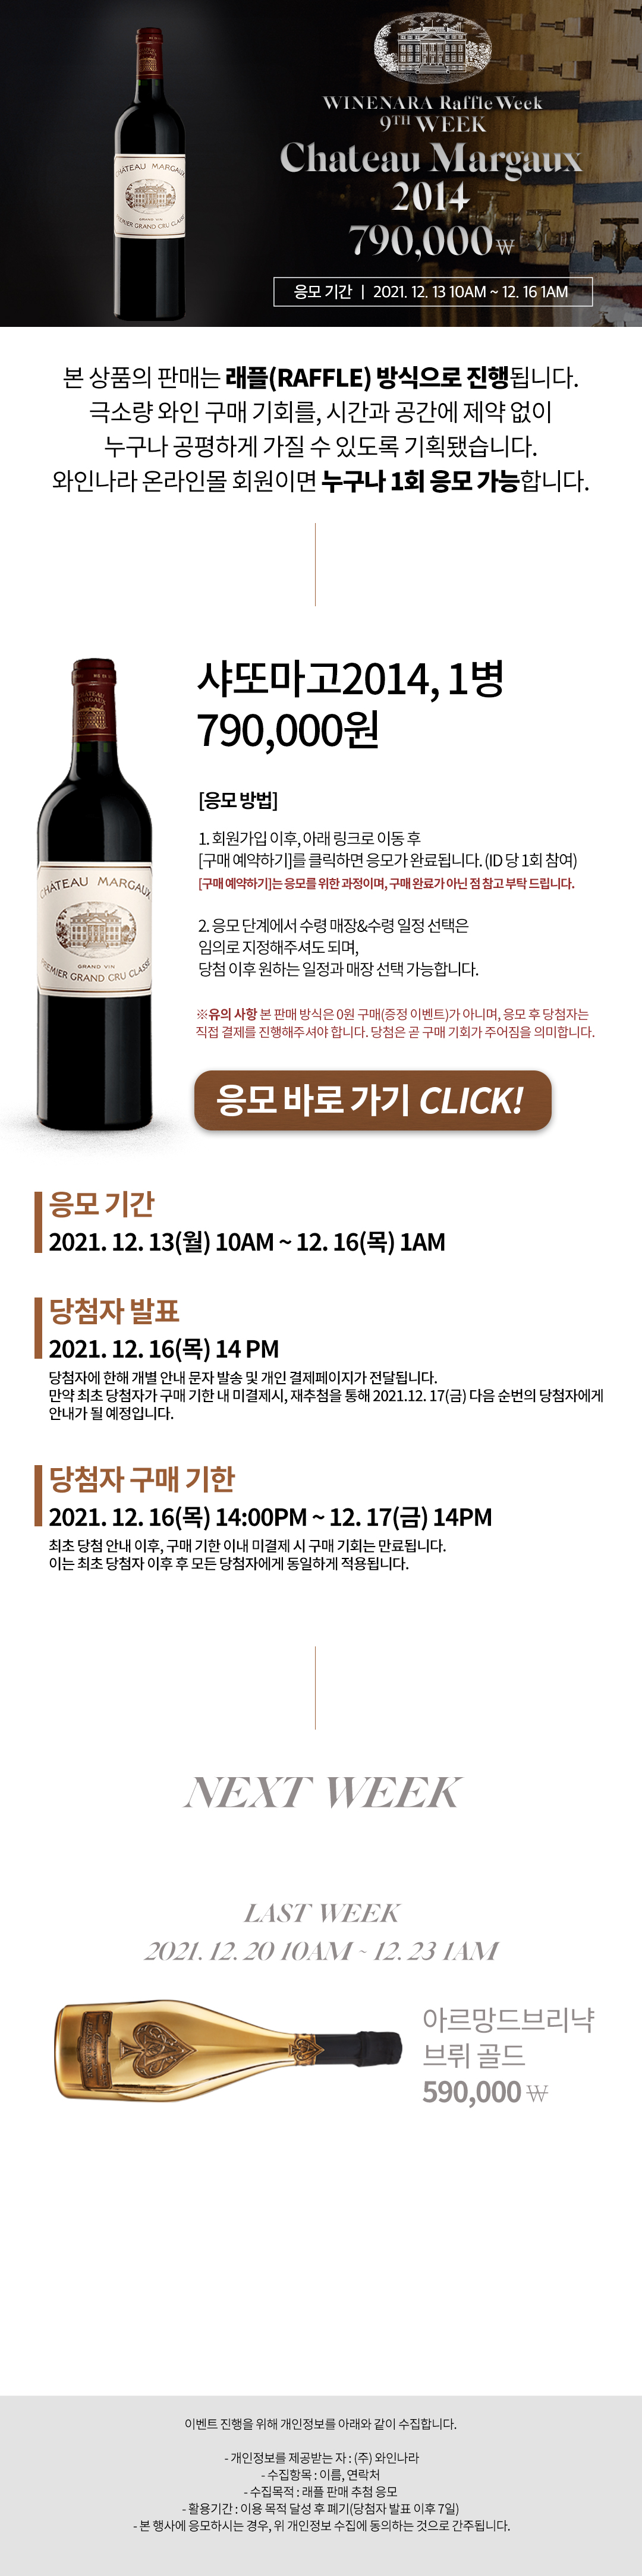 WINENARA Raffle Week
9TH WEEK
Chateau Margaux
2014
790,000₩
응모 기간 | 2021. 12. 13 10AM ~ 12. 16 1AM
CHÂTEAU MARGAUX
GRAND VIN
PREMIER GRAND CRU CLASSÉ
본 상품의 판매는 래플(RAFFLE) 방식으로 진행됩니다.
극소량 와인 구매 기회를, 시간과 공간에 제약 없이
누구나 공평하게 가질 수 있도록 기획됐습니다.
와인나라 온라인몰 회원이면 누구나 1회 응모 가능합니다.
샤또마고2014, 1병
790,000원
[응모 방법]
1. 회원가입 이후, 아래 링크로 이동 후
[구매 예약하기]를 클릭하면 응모가 완료됩니다. (ID 당 1회 참여)
[구매 예약하기]는 응모를 위한 과정이며, 구매 완료가 아닌 점 참고 부탁 드립니다.
2. 응모 단계에서 수령 매장&수령 일정 선택은
임의로 지정해주셔도 되며,
당첨 이후 원하는 일정과 매장 선택 가능합니다.
※유의 사항 본 판매 방식은 0원 구매(증정 이벤트)가 아니며, 응모 후 당첨자는
직접 결제를 진행해주셔야 합니다. 당첨은 곧 구매 기회가 주어짐을 의미합니다.
CHÂTEAU MARGAUX
CHÂTEAU MARGAUX
GRAND VIN
PREMIER GRAND CRU CLASSÉ
응모 바로 가기 CLICK!
응모 기간
2021. 12. 13(월) 10AM ~ 12. 16(목) 1AM
당첨자 발표
2021. 12. 16(목) 14 PM
당첨자에 한해 개별 안내 문자 발송 및 개인 결제페이지가 전달됩니다.
만약 최초 당첨자가 구매 기한 내 미결제시, 재추첨을 통해 2021.12. 17(금) 다음 순번의 당첨자에게
안내가 될 예정입니다.
당첨자 구매 기한
2021. 12. 16(목) 14:00PM ~ 12. 17(금) 14PM
최초 당첨 안내 이후, 구매 기한 이내 미결제 시 구매 기회는 만료됩니다.
이는 최초 당첨자 이후 후 모든 당첨자에게 동일하게 적용됩니다.
NEXT WEEK
LAST WEEK
2021. 12. 20 10AM ~ 12. 23 1AM
아르망드브리냑
브뤼 골드
590,000 ₩
이벤트 진행을 위해 개인정보를 아래와 같이 수집합니다.
- 개인정보를 제공받는 자 : (주) 와인나라
- 수집항목 : 이름, 연락처
- 수집목적 : 래플 판매 추첨 응모
- 활용기간 : 이용 목적 달성 후 폐기(당첨자 발표 이후 7일)
- 본 행사에 응모하시는 경우, 위 개인정보 수집에 동의하는 것으로 간주됩니다.